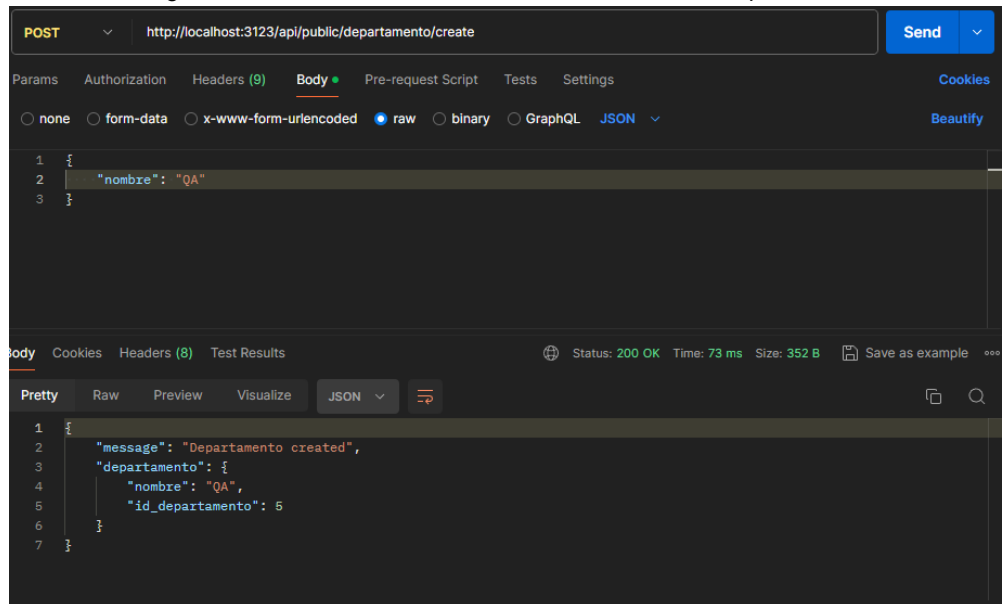 POST http://localhost:3123/api/public/departamento/create Send
Params Authorization Headers (9) Body Pre-request Script Tests Settings Cookies
none form-data x-www-form-urlencoded raw binary GraphQL JSON Beautify
1 {
2 "nombre": "QA"
3 }
Body Cookies Headers (8) Test Results Status: 200 OK Time: 73 ms Size: 352 B Save as example
Pretty Raw Preview Visualize JSON
1 {
2 "message": "Departamento created",
3 "departamento": {
4 "nombre": "QA",
5 "id_departamento": 5
6 }
7 }